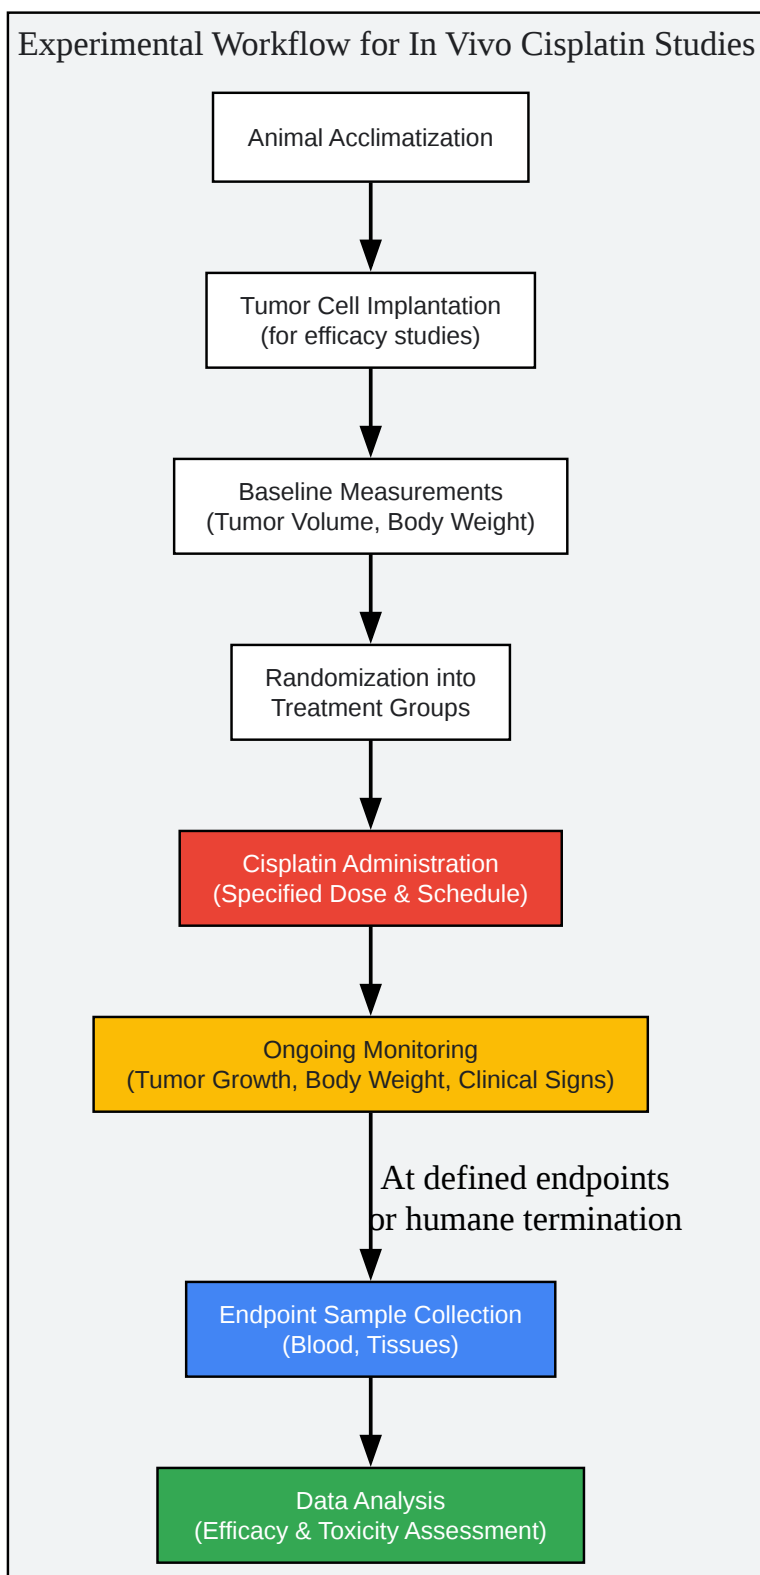 Experimental Workflow for In Vivo Cisplatin Studies
Animal Acclimatization
Tumor Cell Implantation
(for efficacy studies)
Baseline Measurements
(Tumor Volume, Body Weight)
Randomization into
Treatment Groups
Cisplatin Administration
(Specified Dose & Schedule)
Ongoing Monitoring
(Tumor Growth, Body Weight, Clinical Signs)
At defined endpoints
or humane termination
Endpoint Sample Collection
(Blood, Tissues)
Data Analysis
(Efficacy & Toxicity Assessment)